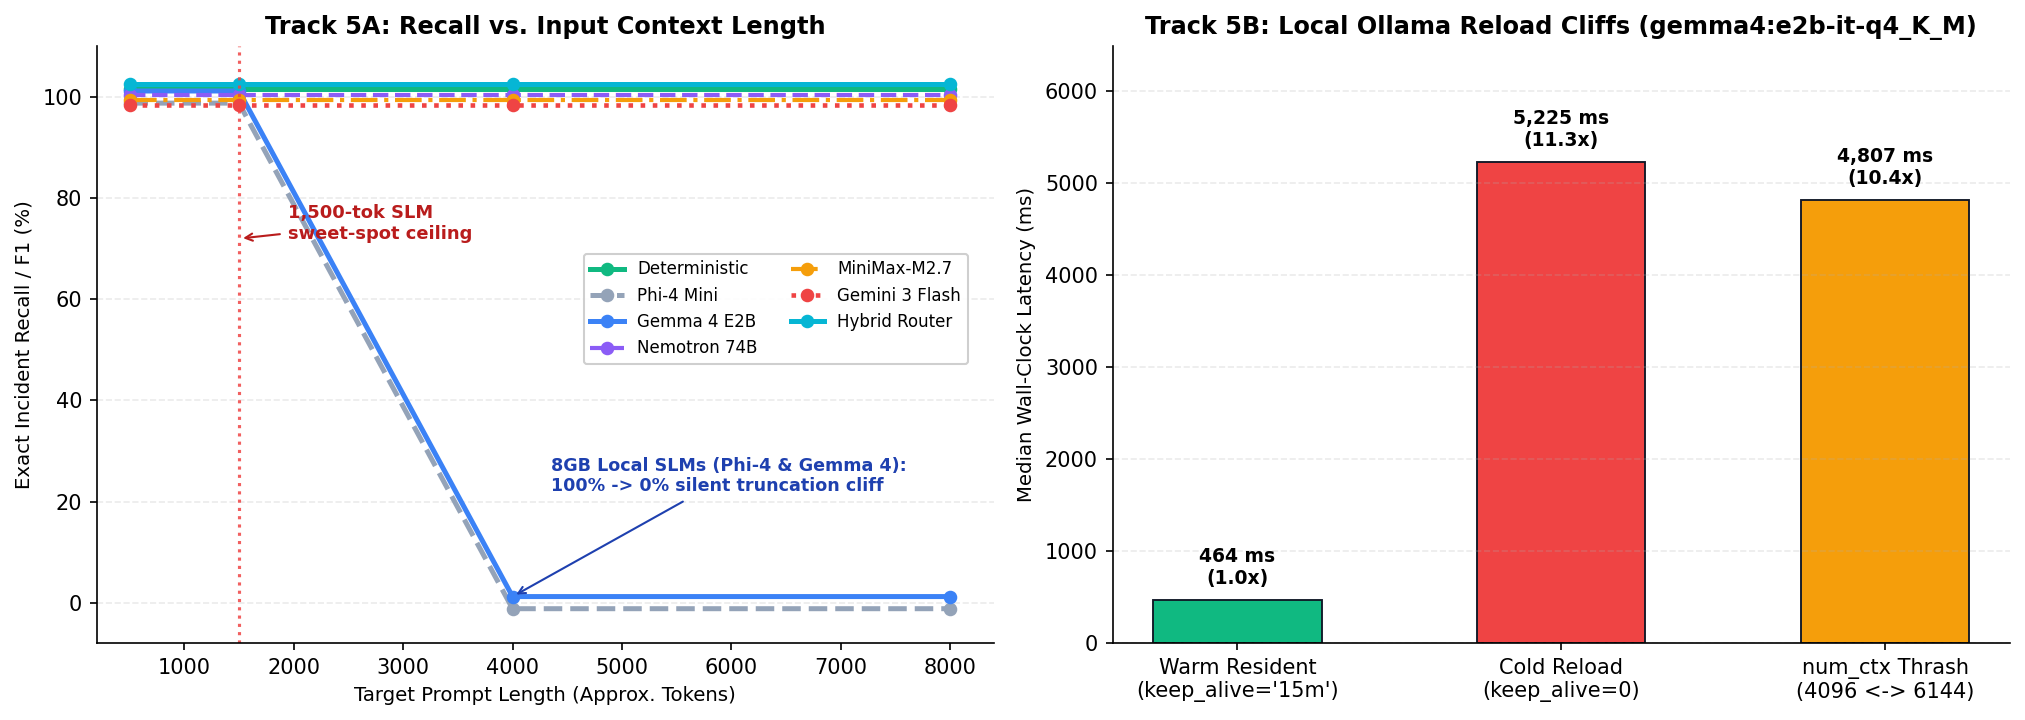 Track 5A: Recall vs. Input Context Length
Exact Incident Recall / F1 (%)
100
80
60
40
20
0
1,500-tok SLM
sweet-spot ceiling
Deterministic
Phi-4 Mini
Gemma 4 E2B
Nemotron 74B
MiniMax-M2.7
Gemini 3 Flash
Hybrid Router
8GB Local SLMs (Phi-4 & Gemma 4):
100% -> 0% silent truncation cliff
1000 2000 3000 4000 5000 6000 7000 8000
Target Prompt Length (Approx. Tokens)
Track 5B: Local Ollama Reload Cliffs (gemma4:e2b-it-q4_K_M)
Median Wall-Clock Latency (ms)
6000
5000
4000
3000
2000
1000
0
464 ms
(1.0x)
5,225 ms
(11.3x)
4,807 ms
(10.4x)
Warm Resident
(keep_alive='15m')
Cold Reload
(keep_alive=0)
num_ctx Thrash
(4096 <-> 6144)